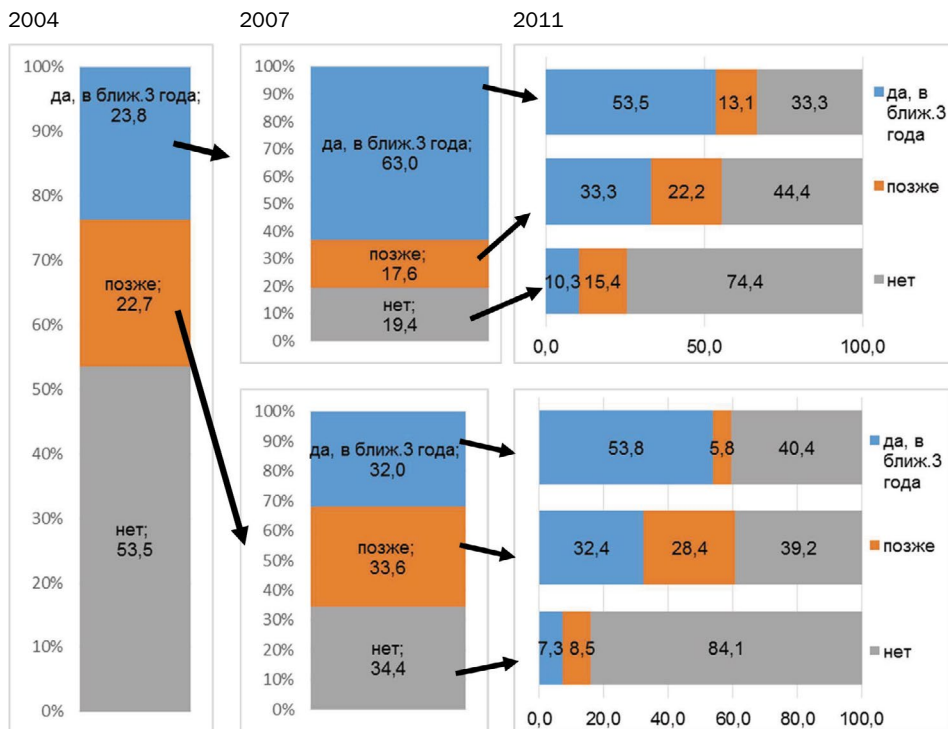 2004
2007
2011
100%
90%
80%
70%
60%
50%
40%
30%
20%
10%
0%
да, в ближ.3 года;
23,8
позже;
22,7
нет;
53,5
100%
90%
80%
70%
60%
50%
40%
30%
20%
10%
0%
да, в ближ.3 года;
63,0
позже;
17,6
нет;
19,4
53,5 13,1 33,3
33,3 22,2 44,4
10,3 15,4 74,4
0,0 50,0 100,0
да, в
ближ.3
года
позже
нет
100%
90%
80%
70%
60%
50%
40%
30%
20%
10%
0%
да, в ближ.3 года;
32,0
позже;
33,6
нет;
34,4
53,8 5,8 40,4
32,4 28,4 39,2
7,3 8,5 84,1
0,0 20,0 40,0 60,0 80,0 100,0
да, в
ближ.3
года
позже
нет